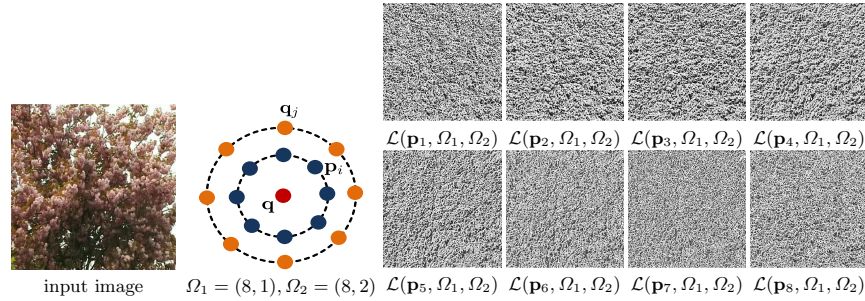 q_j
p_i
q
L(p_1, Ω_1, Ω_2) L(p_2, Ω_1, Ω_2) L(p_3, Ω_1, Ω_2) L(p_4, Ω_1, Ω_2)
input image Ω_1 = (8, 1), Ω_2 = (8, 2) L(p_5, Ω_1, Ω_2) L(p_6, Ω_1, Ω_2) L(p_7, Ω_1, Ω_2) L(p_8, Ω_1, Ω_2)